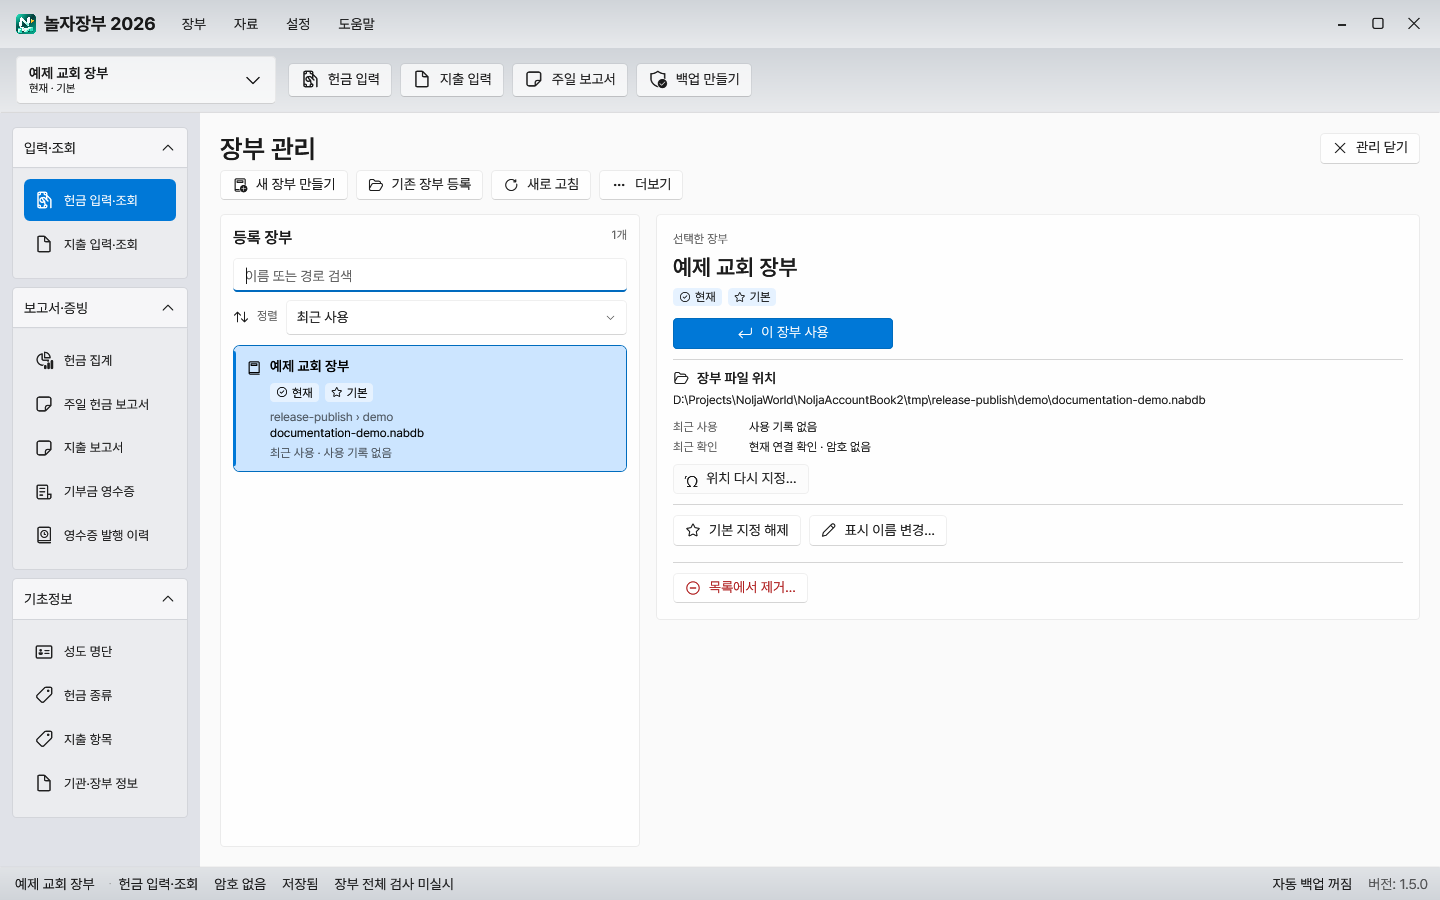 놀자장부 2026 장부 자료 설정 도움말
예제 교회 장부
현재 · 기본
헌금 입력 지출 입력 주일 보고서 백업 만들기
입력·조회
헌금 입력·조회
지출 입력·조회
보고서·증빙
헌금 집계
주일 헌금 보고서
지출 보고서
기부금 영수증
영수증 발행 이력
기초정보
성도 명단
헌금 종류
지출 항목
기관·장부 정보
장부 관리
관리 닫기
새 장부 만들기 기존 장부 등록 새로 고침 더보기
등록 장부 1개
이름 또는 경로 검색
정렬 최근 사용
예제 교회 장부
현재 기본
release-publish › demo
documentation-demo.nabdb
최근 사용 · 사용 기록 없음
선택한 장부
예제 교회 장부
현재 기본
이 장부 사용
장부 파일 위치
D:\Projects\NoljaWorld\NoljaAccountBook2\tmp\release-publish\demo\documentation-demo.nabdb
최근 사용 사용 기록 없음
최근 확인 현재 연결 확인 · 암호 없음
위치 다시 지정...
기본 지정 해제 표시 이름 변경...
목록에서 제거...
예제 교회 장부 · 헌금 입력·조회 암호 없음 저장됨 장부 전체 검사 미실시 자동 백업 꺼짐 버전: 1.5.0